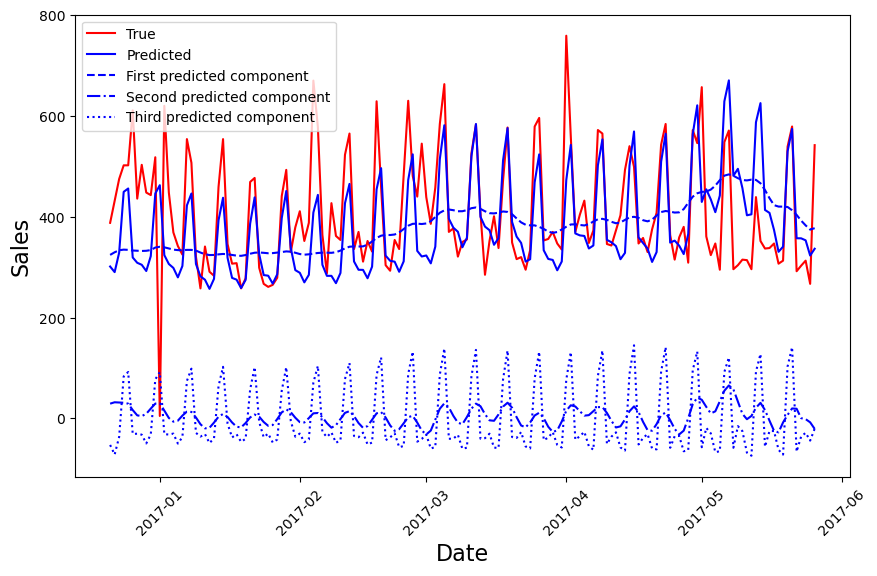 800
600
400
200
0
Sales
True
Predicted
First predicted component
Second predicted component
Third predicted component
2017-01
2017-02
2017-03
2017-04
2017-05
2017-06
Date